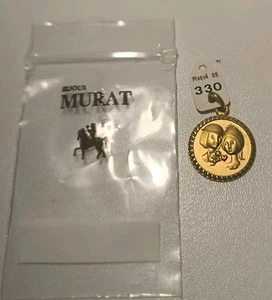 BIJOUX
MURAT
Plaqué OR
330